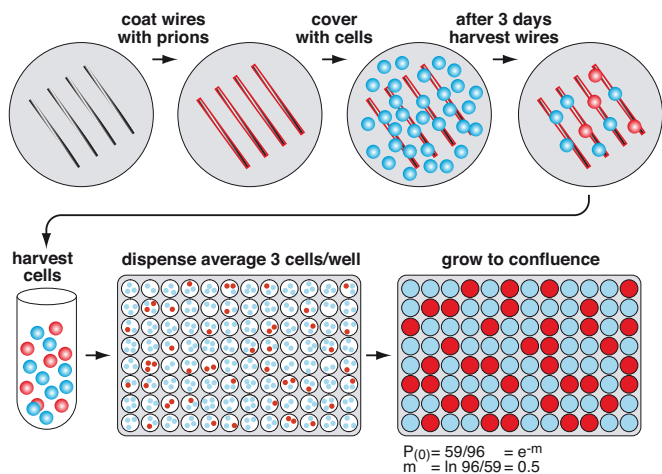 coat wires
with prions
cover
with cells
after 3 days
harvest wires
harvest
cells
dispense average 3 cells/well
grow to confluence
P(0)= 59/96 = e-m
m = ln 96/59 = 0.5